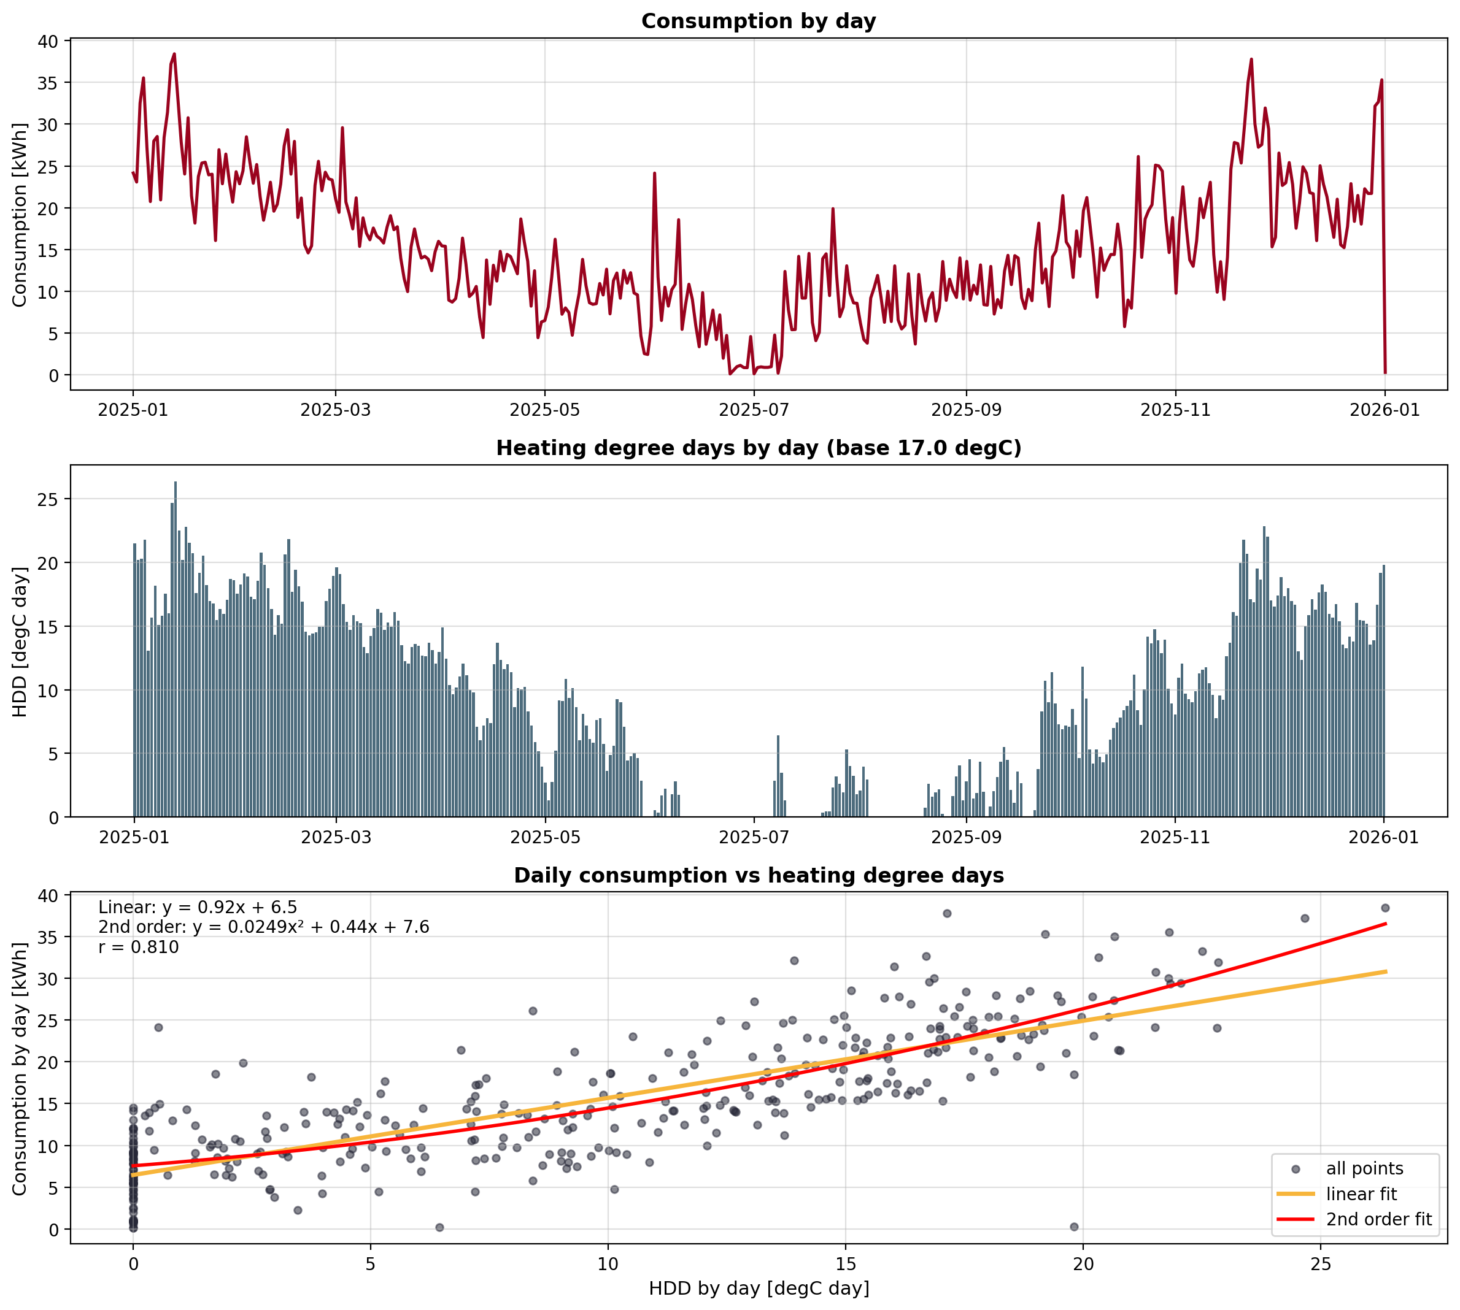 Consumption by day
Consumption [kWh]
40
35
30
25
20
15
10
5
0
2025-01 2025-03 2025-05 2025-07 2025-09 2025-11 2026-01
Heating degree days by day (base 17.0 degC)
HDD [degC day]
25
20
15
10
5
0
2025-01 2025-03 2025-05 2025-07 2025-09 2025-11 2026-01
Daily consumption vs heating degree days
Consumption by day [kWh]
40
35
30
25
20
15
10
5
0
Linear: y = 0.92x + 6.5
2nd order: y = 0.0249x² + 0.44x + 7.6
r = 0.810
all points
linear fit
2nd order fit
0 5 10 15 20 25
HDD by day [degC day]